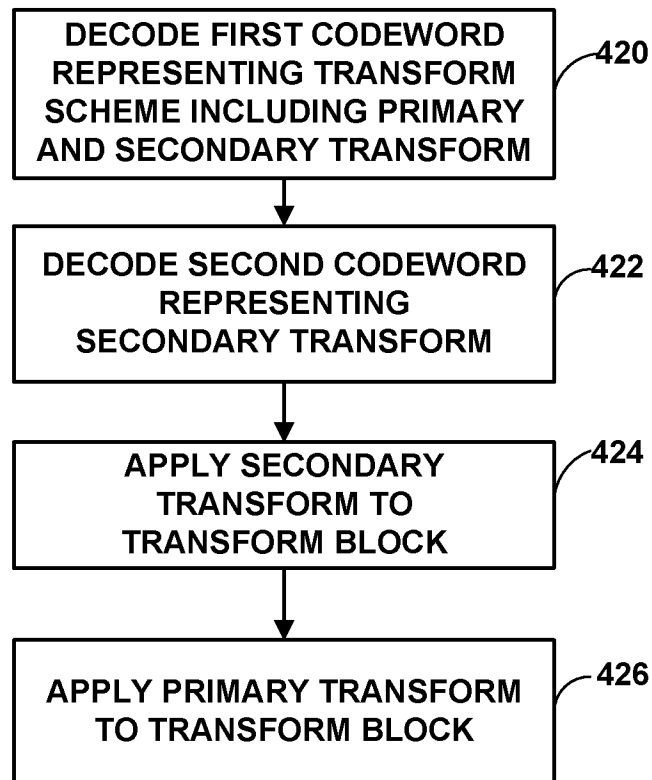 DECODE FIRST CODEWORD
REPRESENTING TRANSFORM
SCHEME INCLUDING PRIMARY
AND SECONDARY TRANSFORM
420
DECODE SECOND CODEWORD
REPRESENTING
SECONDARY TRANSFORM
422
APPLY SECONDARY
TRANSFORM TO
TRANSFORM BLOCK
424
APPLY PRIMARY TRANSFORM
TO TRANSFORM BLOCK
426